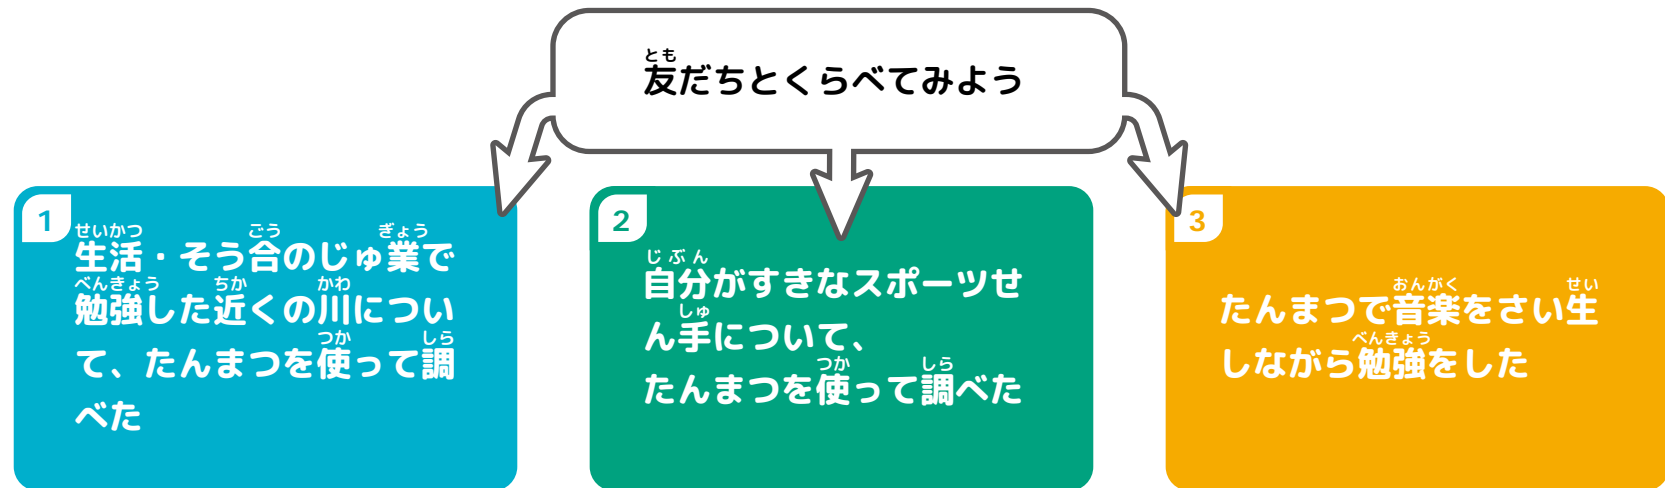 とも
友だちとくらべてみよう
1
せいかつ ごう ぎょう
生活・そう合のじゅ業で
べんきょう ちか かわ
勉強した近くの川につい
つか しら
て、たんまつを使って調
べた
2
じぶん
自分がすきなスポーツせ
しゅ
ん手について、
つか しら
たんまつを使って調べた
3
おんがく せい
たんまつで音楽をさい生
べんきょう
しながら勉強をした